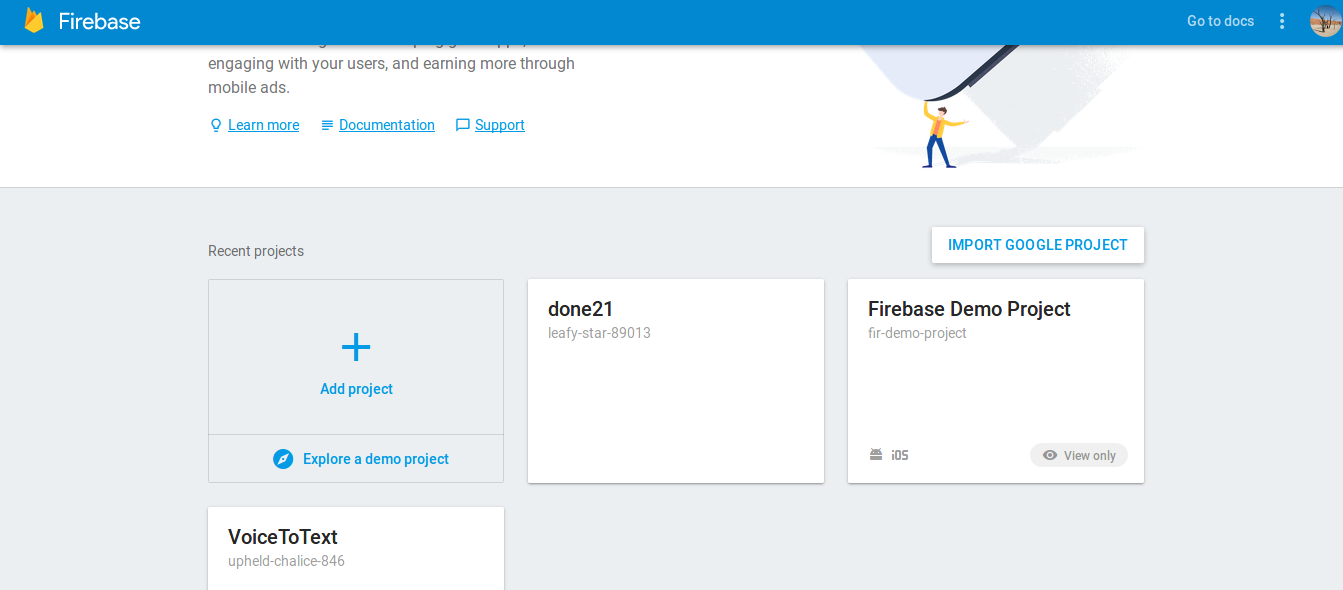 Firebase
Go to docs
engaging with your users, and earning more through
mobile ads.
Learn more
Documentation
Support
Recent projects
IMPORT GOOGLE PROJECT
Add project
Explore a demo project
done21
leafy-star-89013
Firebase Demo Project
fir-demo-project
iOS
View only
VoiceToText
upheld-chalice-846